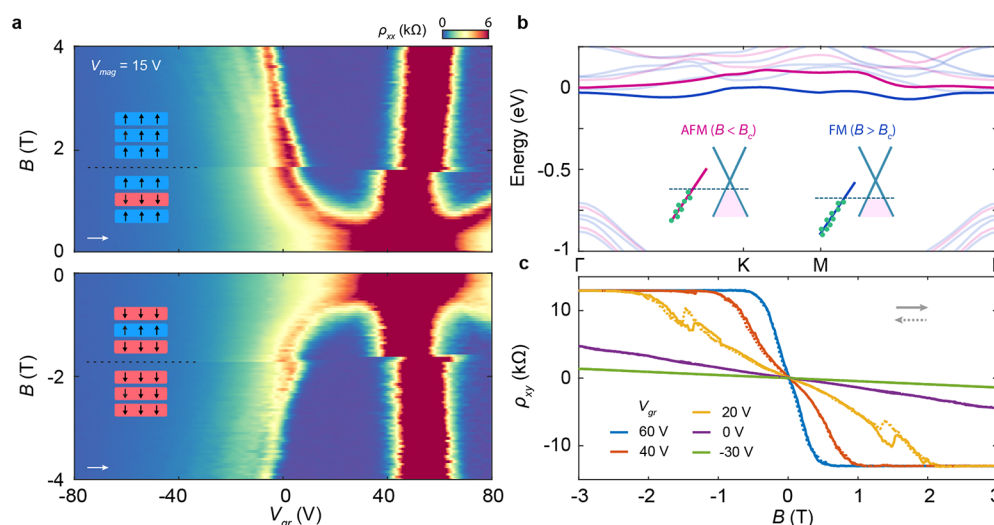 a
ρxx (kΩ)
0 6
Vmag = 15 V
4
2
0
B (T)
0
-2
-4
B (T)
-80 -40 0 40 80
Vgr (V)
b
0
-0.5
-1
Energy (eV)
AFM (B < Bc)
FM (B > Bc)
Γ K M
c
10
0
-10
ρxy (kΩ)
Vgr
60 V
40 V
20 V
0 V
-30 V
-3 -2 -1 0 1 2 3
B (T)